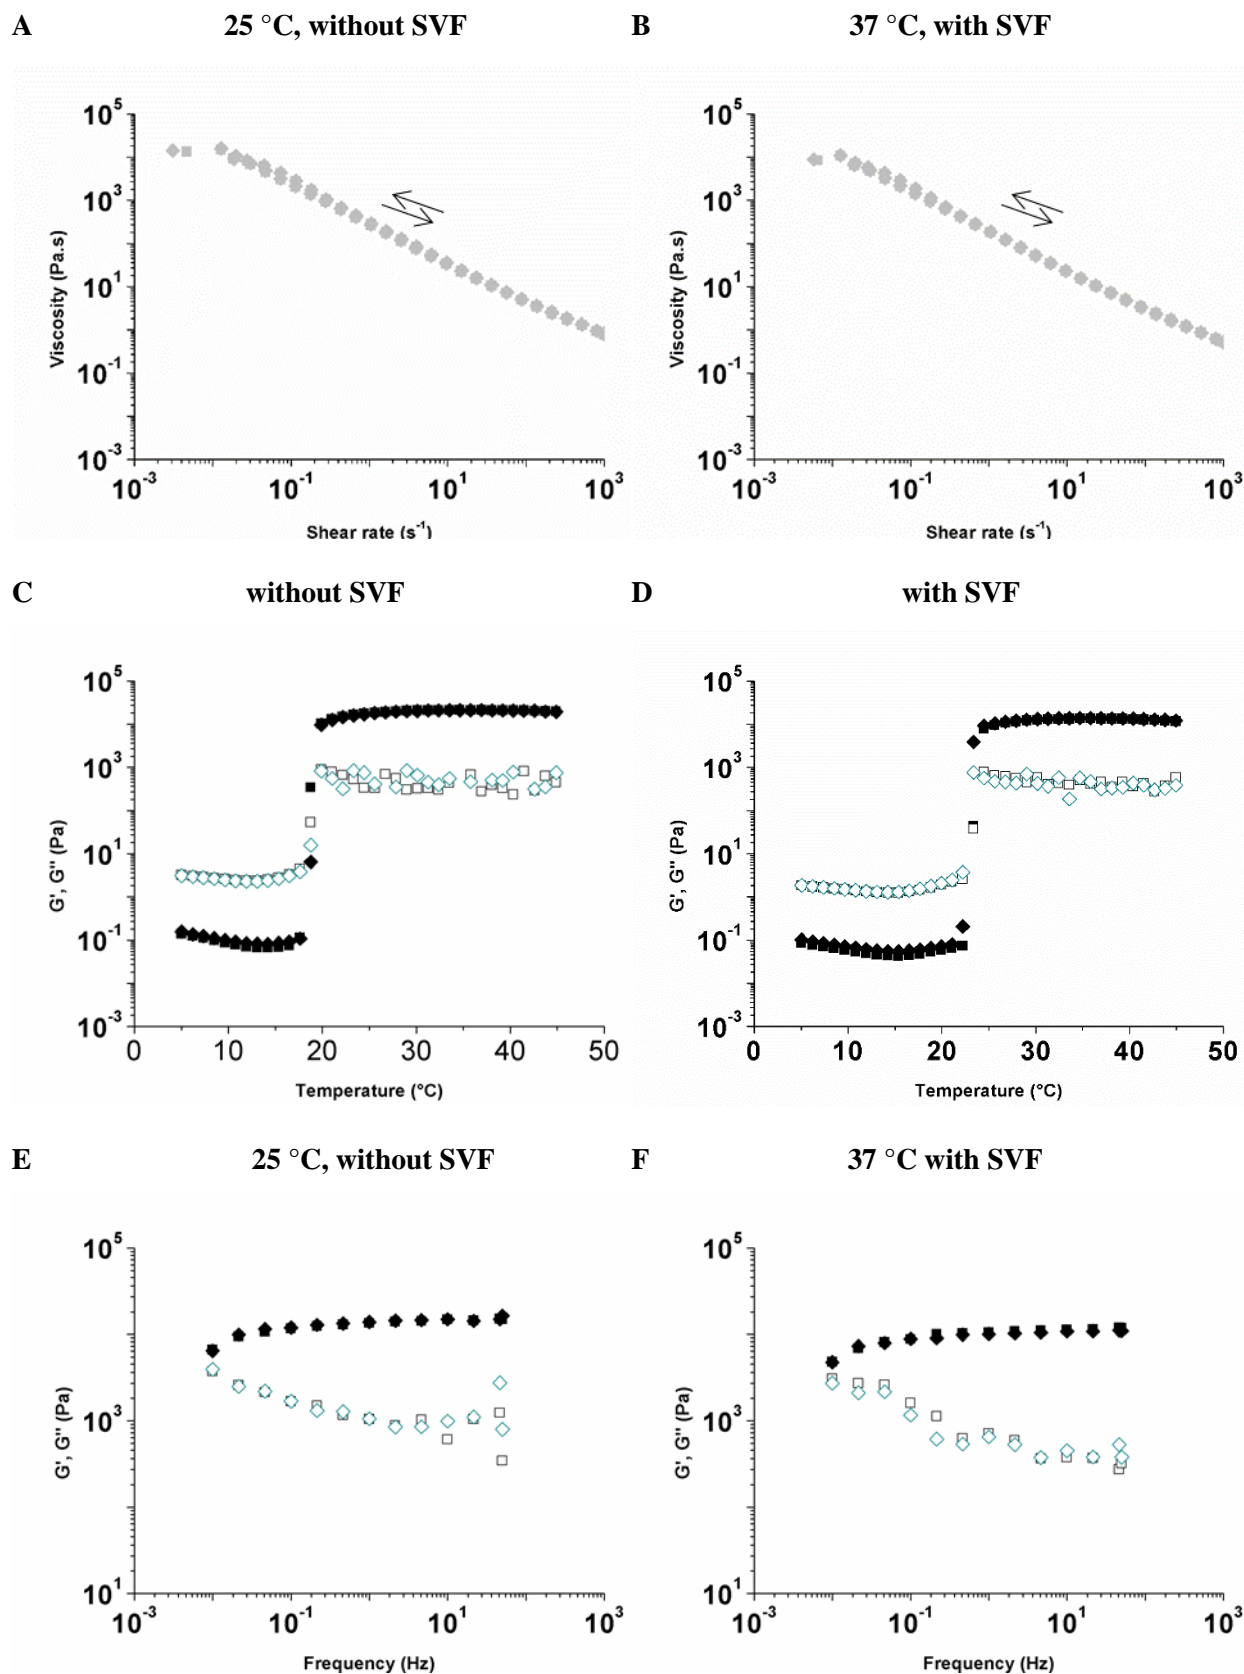 A 25 °C, without SVF B 37 °C, with SVF
10^5 10^5
10^3 10^3
10^1 10^1
10^-1 10^-1
10^-3 10^-3
Viscosity (Pa.s) Viscosity (Pa.s)
10^-3 10^-1 10^1 10^3 10^-3 10^-1 10^1 10^3
Shear rate (s^-1) Shear rate (s^-1)
C without SVF D with SVF
10^5 10^5
10^3 10^3
10^1 10^1
10^-1 10^-1
10^-3 10^-3
G', G" (Pa) G', G" (Pa)
0 10 20 30 40 50 0 10 20 30 40 50
Temperature (°C) Temperature (°C)
E 25 °C, without SVF F 37 °C with SVF
10^5 10^5
10^3 10^3
10^1 10^1
G', G" (Pa) G', G" (Pa)
10^-3 10^-1 10^1 10^3 10^-3 10^-1 10^1 10^3
Frequency (Hz) Frequency (Hz)